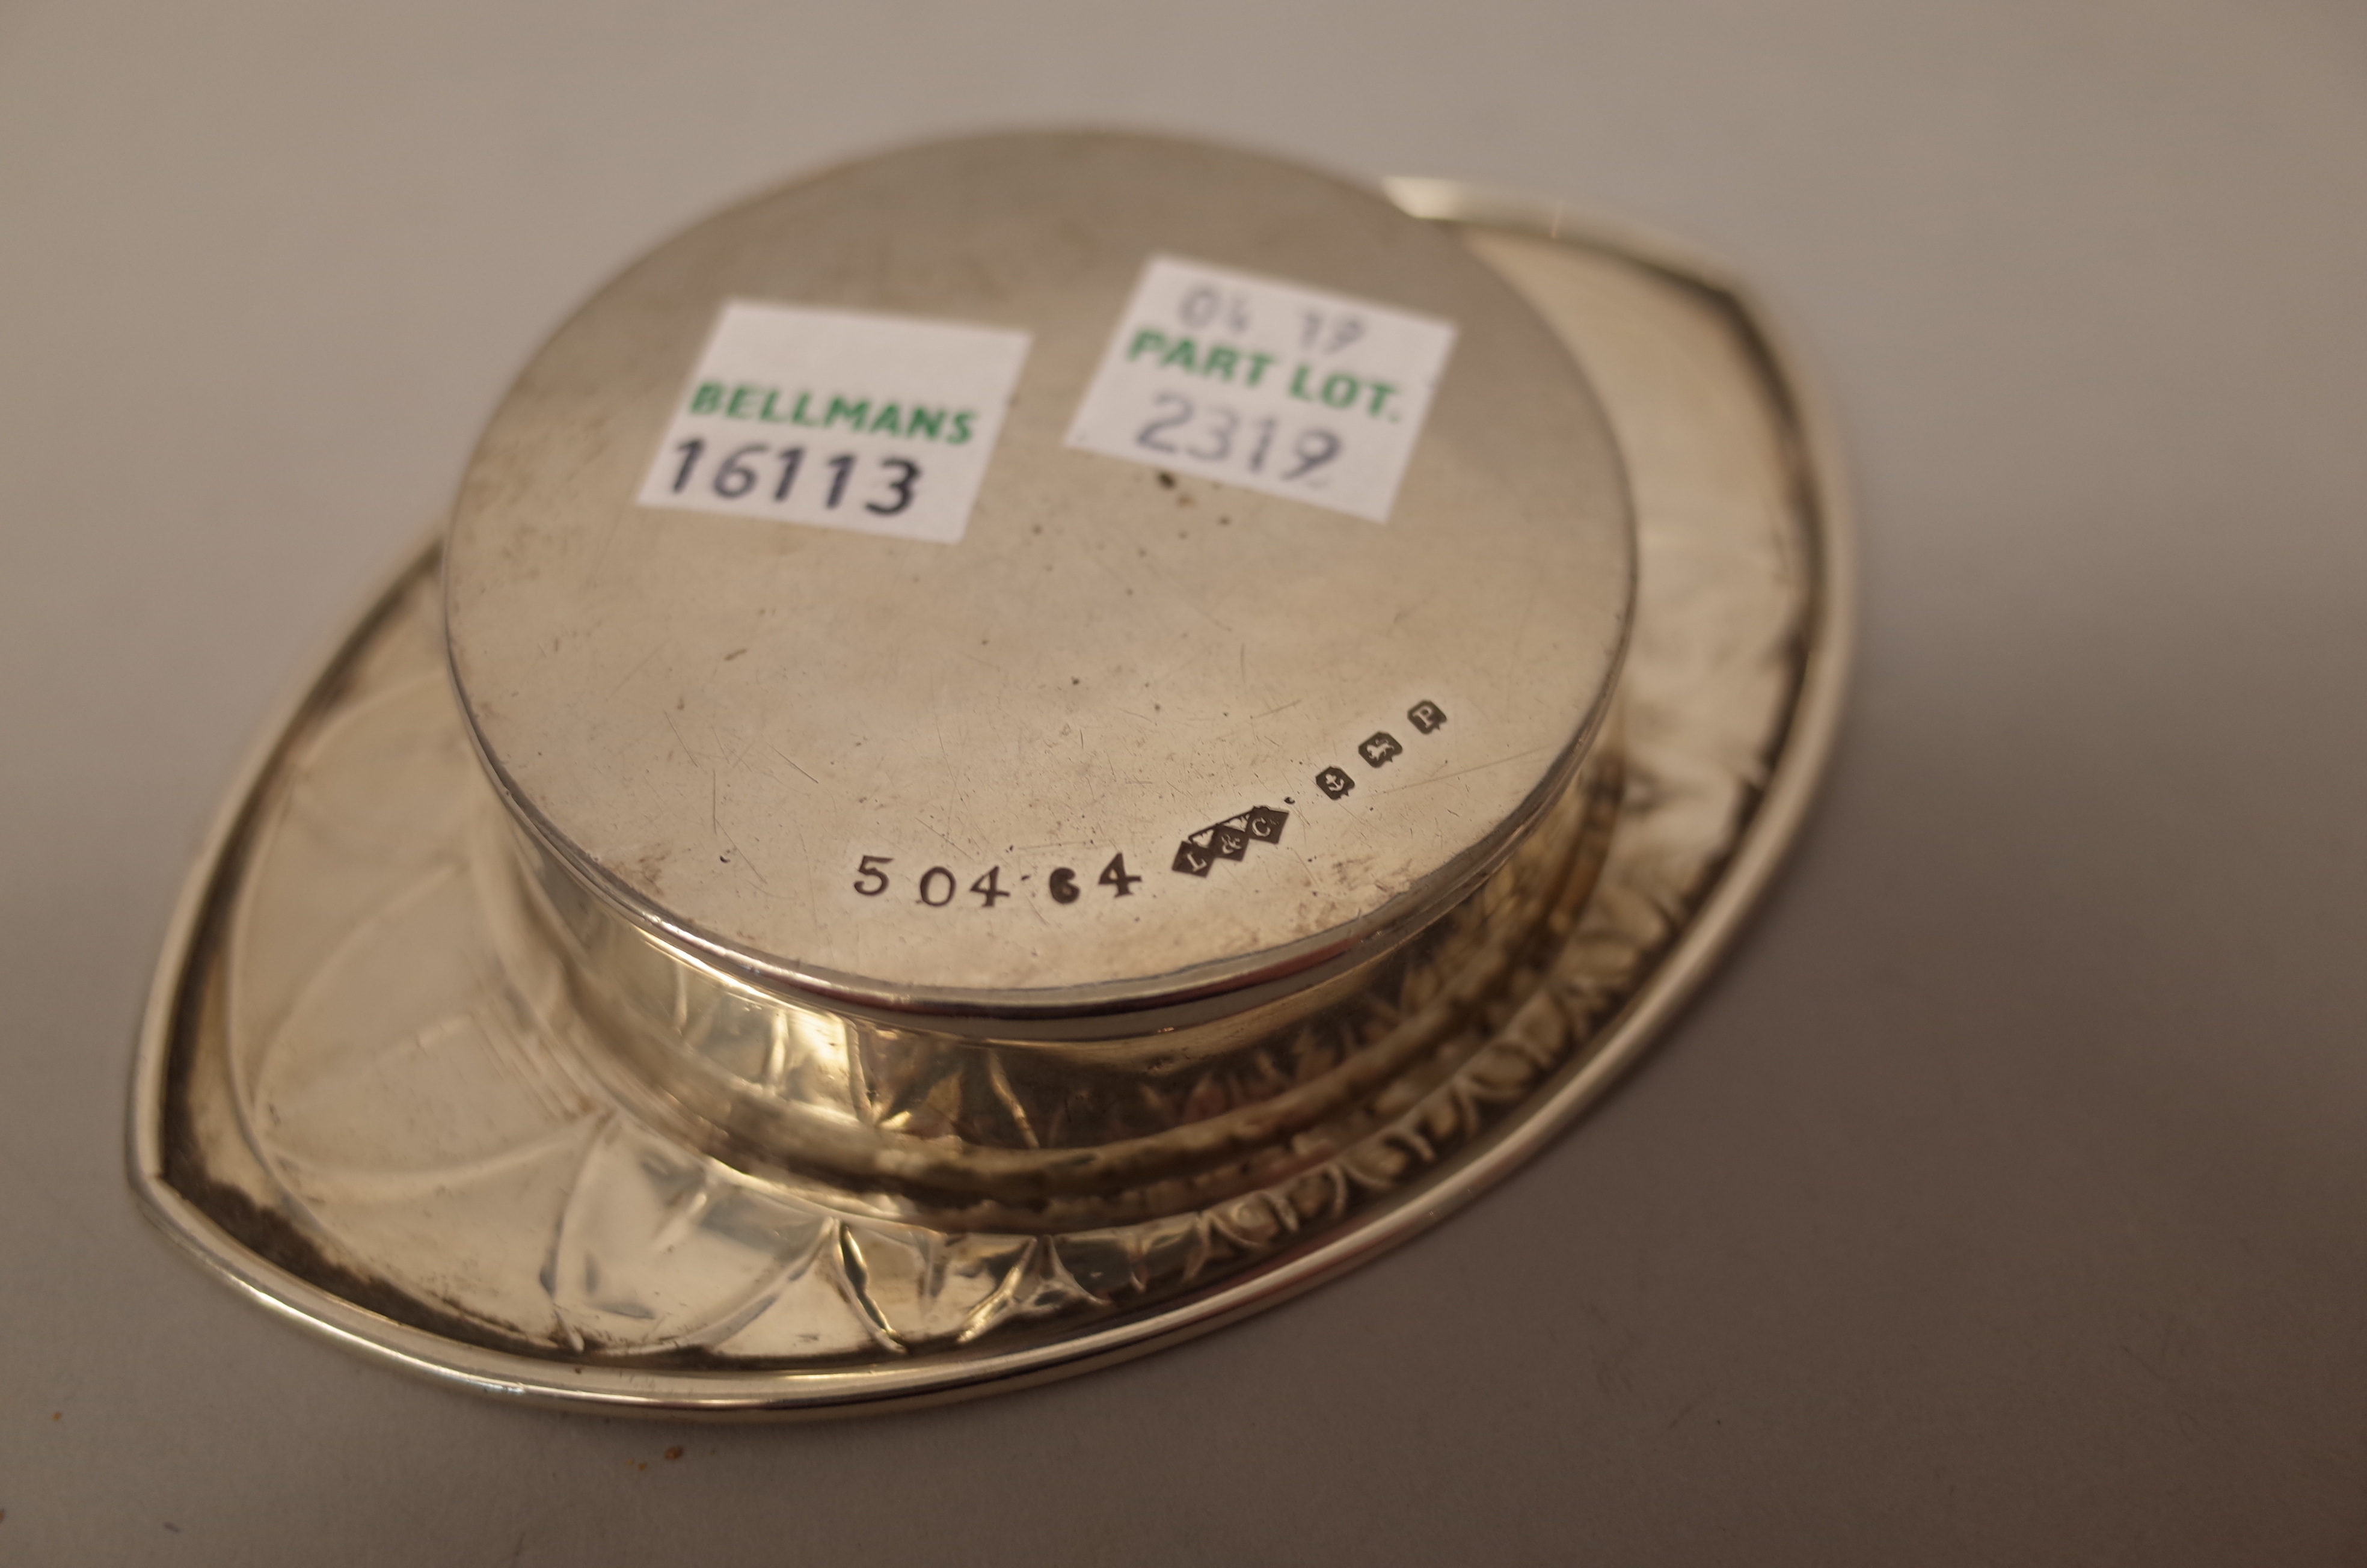 04 19
PART LOT.
2319
BELLMANS
16113
P
504 64 L&C